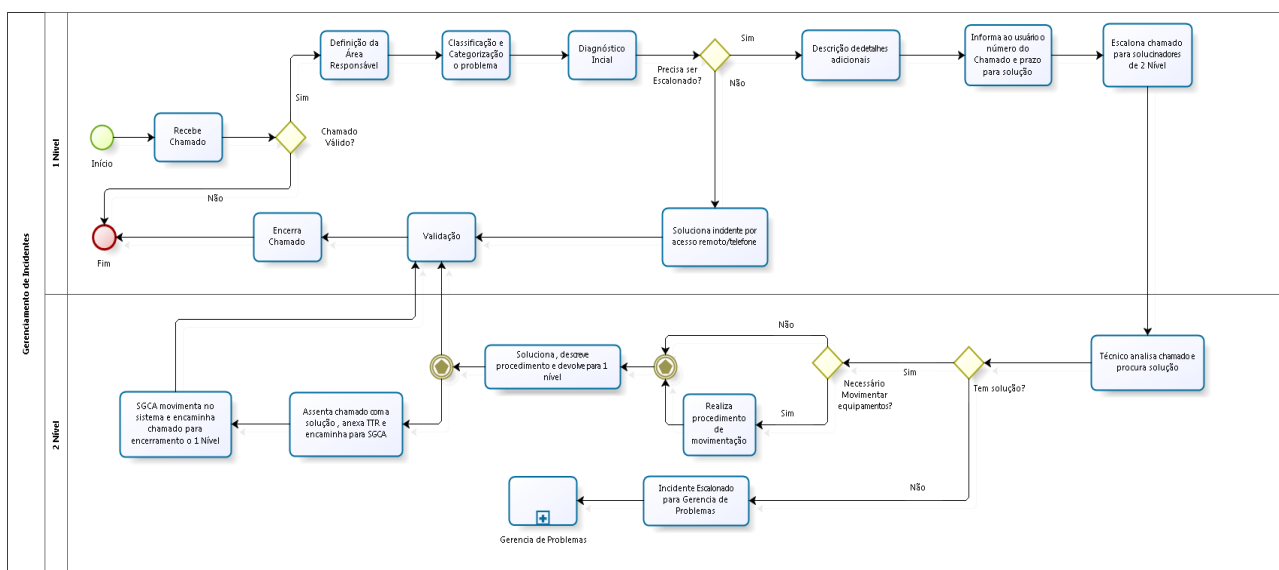 Gerenciamento de Incidentes
1 Nível
Início
Recebe
Chamado
Chamado
Válido?
Sim
Não
Definição da
Área
Responsável
Classificação e
Categorização
o problema
Diagnóstico
Incial
Precisa ser
Escalonado?
Sim
Não
Descrição de detalhes
adicionais
Informa ao usuário o
número do
Chamado e prazo
para solução
Escalona chamado
para solucinadores
de 2 Nível
Soluciona incidente por
acesso remoto/telefone
Validação
Encerra
Chamado
Fim
2 Nível
Técnico analisa chamado e
procura solução
Tem solução?
Sim
Não
Necessário
Movimentar
equipamentos?
Não
Sim
Realiza
procedimento
de
movimentação
Soluciona , descreve
procedimento e devolve para 1
nível
Assenta chamado com a
solução , anexa TTR e
encaminha para SGCA
SGCA movimenta no
sistema e encaminha
chamado para
encerramento o 1 Nível
Incidente Escalonado
para Gerencia de
Problemas
Gerencia de Problemas